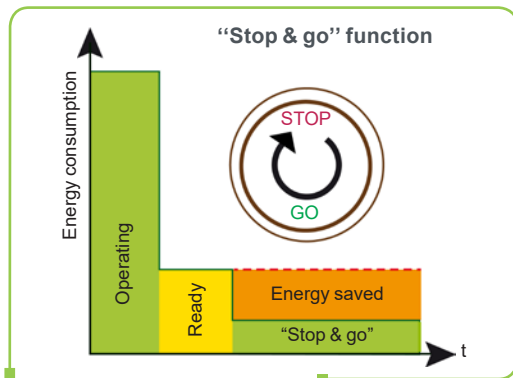 “Stop & go” function
Energy consumption
STOP
GO
Operating
Ready
Energy saved
“Stop & go”
t